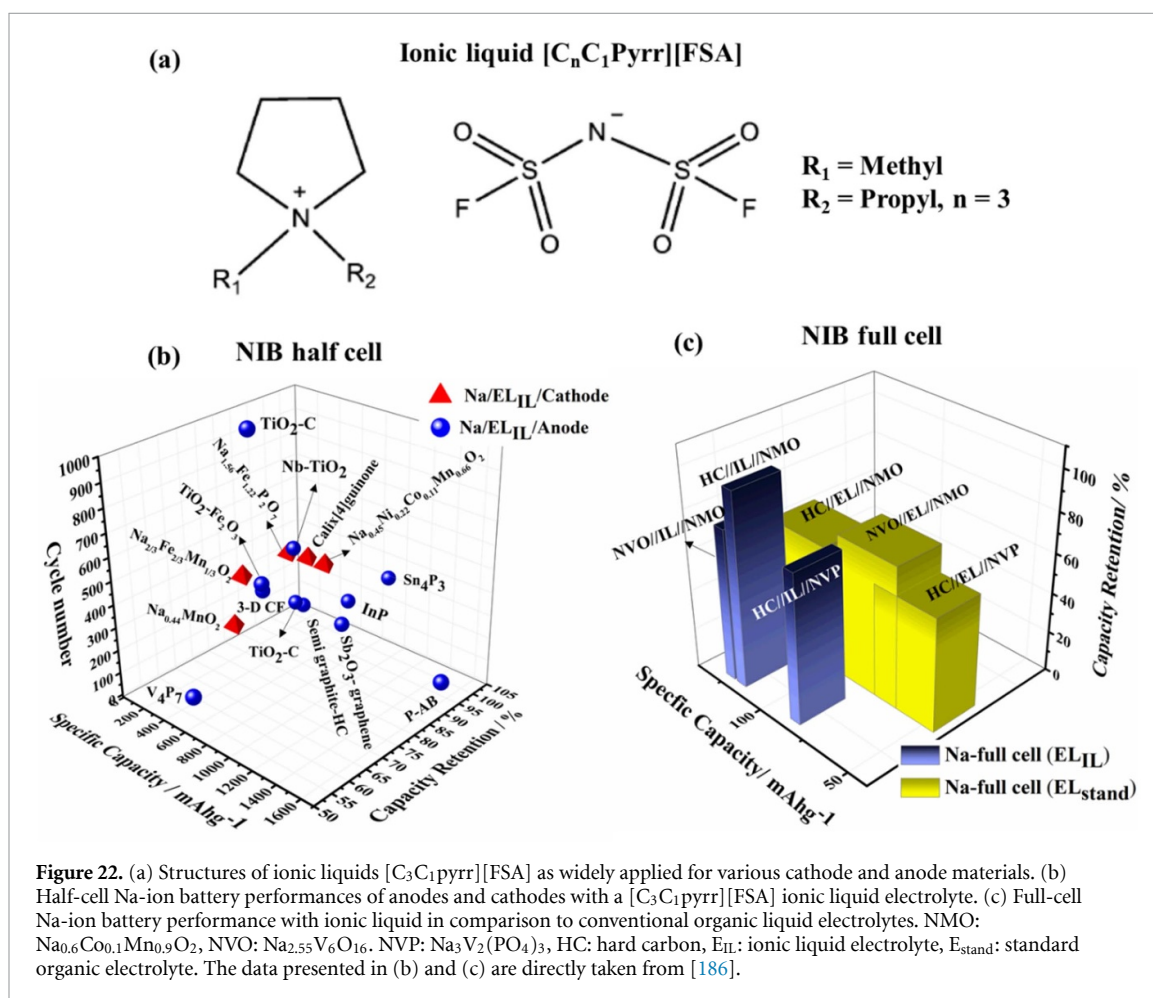 (a)
Ionic liquid [CnC1Pyrr][FSA]
N
+
R1
R2
O
S
F
O
N
−
S
O
F
O
R1 = Methyl
R2 = Propyl, n = 3
(b)
NIB half cell
Na/ELIL/Cathode
Na/ELIL/Anode
Cycle number
1000
900
800
700
600
500
400
300
200
100
0
Specific Capacity / mAhg-1
200
400
600
800
1000
1200
1400
1600
Capacity Retention / %
50
55
60
65
70
75
80
85
90
95
100
105
TiO2-C
Na1.56Fe1.22P2O7
Nb-TiO2
Calix[4]quinone
Na0.45Ni0.22Co0.11Mn0.66O2
TiO2-Fe2O3
Na2/3Fe2/3Mn1/3O2
Na0.44MnO2
3-D CF
TiO2-C
Semi graphite-HC
Sb2O3-graphene
InP
Sn4P3
P-AB
V4P7
(c)
NIB full cell
NVO//IL//NMO
HC//IL//NMO
HC//IL//NVP
HC//EL//NMO
NVO//EL//NMO
HC//EL//NVP
Capacity Retention/ %
100
80
60
40
20
0
Specfic Capacity/ mAhg-1
100
50
Na-full cell (ELIL)
Na-full cell (ELstand)
Figure 22. (a) Structures of ionic liquids [C3C1pyrr][FSA] as widely applied for various cathode and anode materials. (b)
Half-cell Na-ion battery performances of anodes and cathodes with a [C3C1pyrr][FSA] ionic liquid electrolyte. (c) Full-cell
Na-ion battery performance with ionic liquid in comparison to conventional organic liquid electrolytes. NMO:
Na0.6Co0.1Mn0.9O2, NVO: Na2.55V6O16. NVP: Na3V2(PO4)3, HC: hard carbon, EIL: ionic liquid electrolyte, Estand: standard
organic electrolyte. The data presented in (b) and (c) are directly taken from [186].